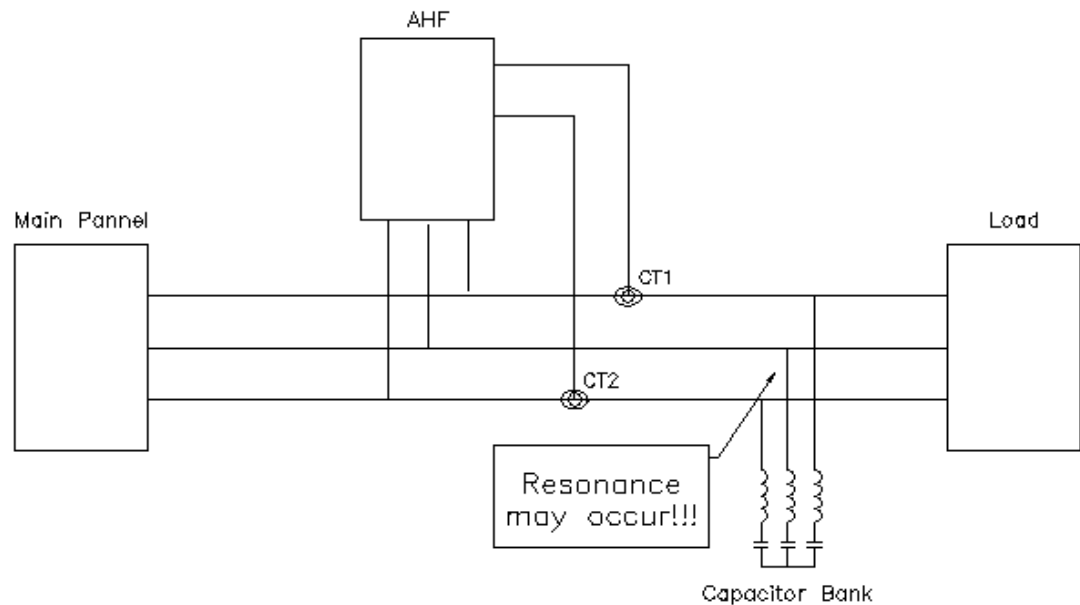 AHF
Main Pannel
Load
CT1
CT2
Resonance
may occur!!!
Capacitor Bank